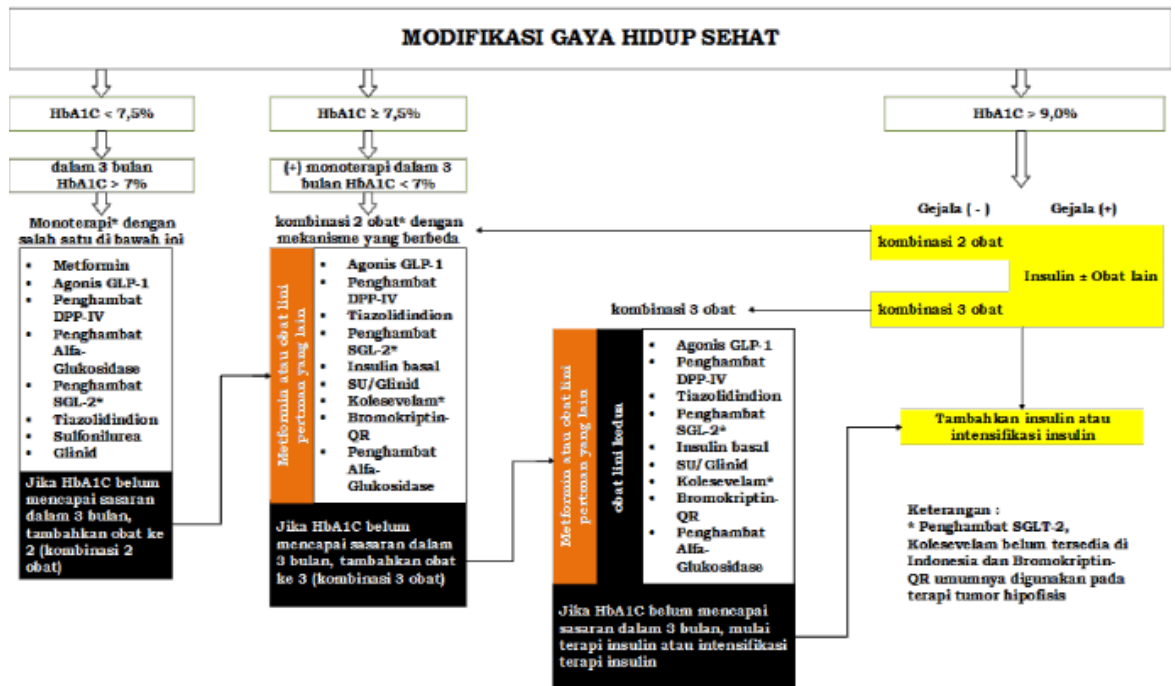 MODIFIKASI GAYA HIDUP SEHAT
HbA1C < 7,5%
dalam 3 bulan
HbA1C > 7%
Monoterapi* dengan
salah satu di bawah ini
• Metformin
• Agonis GLP-1
• Penghambat
DPP-IV
• Penghambat
Alfa-
Glukosidase
• Penghambat
SGL-2*
• Tiazolidindion
• Sulfonilurea
• Glinid
Jika HbA1C belum
mencapai sasaran
dalam 3 bulan,
tambahkan obat ke
2 (kombinasi 2
obat)
HbA1C ≥ 7,5%
(+) monoterapi dalam 3
bulan HbA1C < 7%
kombinasi 2 obat* dengan
mekanisme yang berbeda
Metformin atau obat lini
pertman yang lain
• Agonis GLP-1
• Penghambat
DPP-IV
• Tiazolidindion
• Penghambat
SGL-2*
• Insulin basal
• SU/Glinid
• Kolesevelam*
• Bromokriptin-
QR
• Penghambat
Alfa-
Glukosidase
Jika HbA1C belum
mencapai sasaran dalam
3 bulan, tambahkan obat
ke 3 (kombinasi 3 obat)
kombinasi 3 obat
Metformin atau obat lini
pertman yang lain
obat lini kedua
• Agonis GLP-1
• Penghambat
DPP-IV
• Tiazolidindion
• Penghambat
SGL-2*
• Insulin basal
• SU/Glinid
• Kolesevelam*
• Bromokriptin-
QR
• Penghambat
Alfa-
Glukosidase
Jika HbA1C belum mencapai
sasaran dalam 3 bulan, mulai
terapi insulin atau intensifikasi
terapi insulin
HbA1C > 9,0%
Gejala ( - )
Gejala (+)
kombinasi 2 obat
Insulin ± Obat lain
kombinasi 3 obat
Tambahkan insulin atau
intensifikasi insulin
Keterangan :
* Penghambat SGLT-2,
Kolesevelam belum tersedia di
Indonesia dan Bromokriptin-
QR umumnya digunakan pada
terapi tumor hipofisis